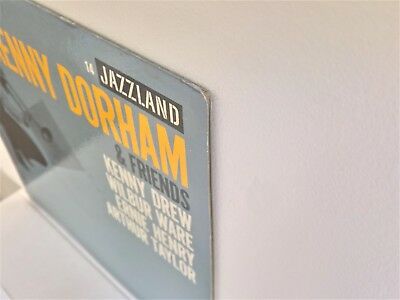 14 JAZZLAND
ENNY DORHAM
& FRIENDS
KENNY DREW
WILBUR WARE
ERNIE HENRY
ARTHUR TAYLOR